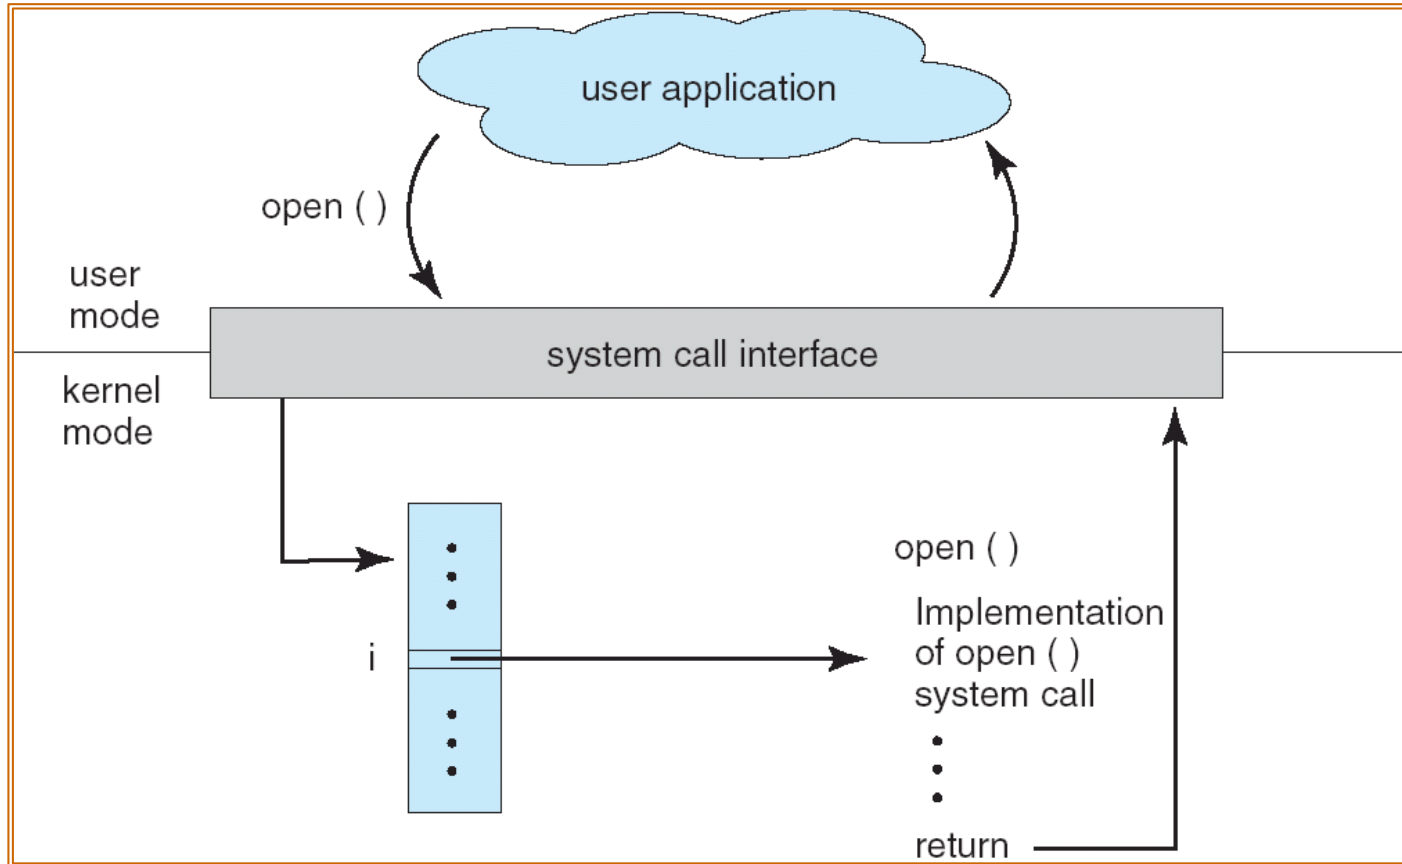 user application
open ( )
user
mode
system call interface
kernel
mode
open ( )
i
Implementation
of open ( )
system call
return